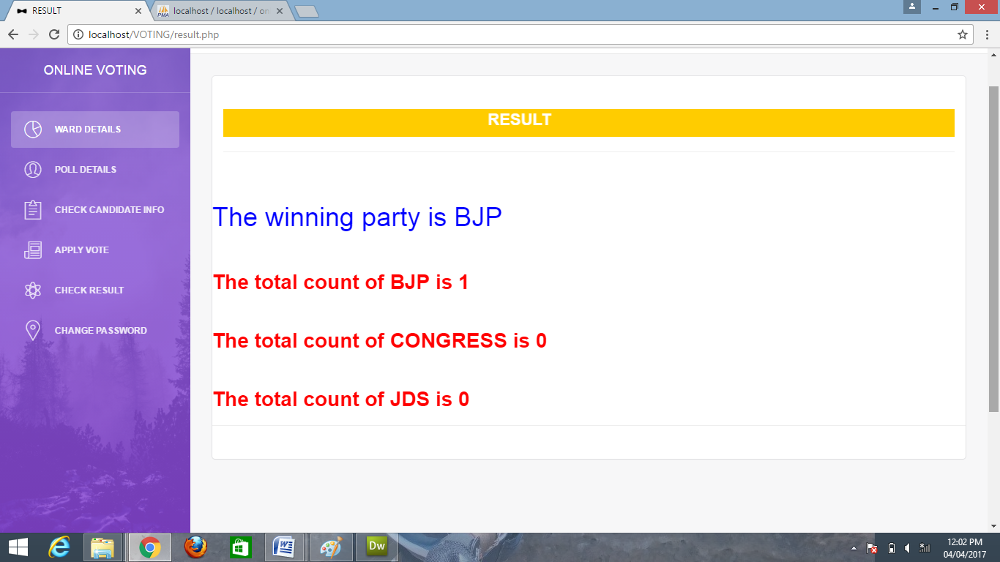 RESULT
localhost / localhost / on
localhost/VOTING/result.php
ONLINE VOTING
WARD DETAILS
POLL DETAILS
CHECK CANDIDATE INFO
APPLY VOTE
CHECK RESULT
CHANGE PASSWORD
RESULT
The winning party is BJP
The total count of BJP is 1
The total count of CONGRESS is 0
The total count of JDS is 0
Dw
12:02 PM
04/04/2017